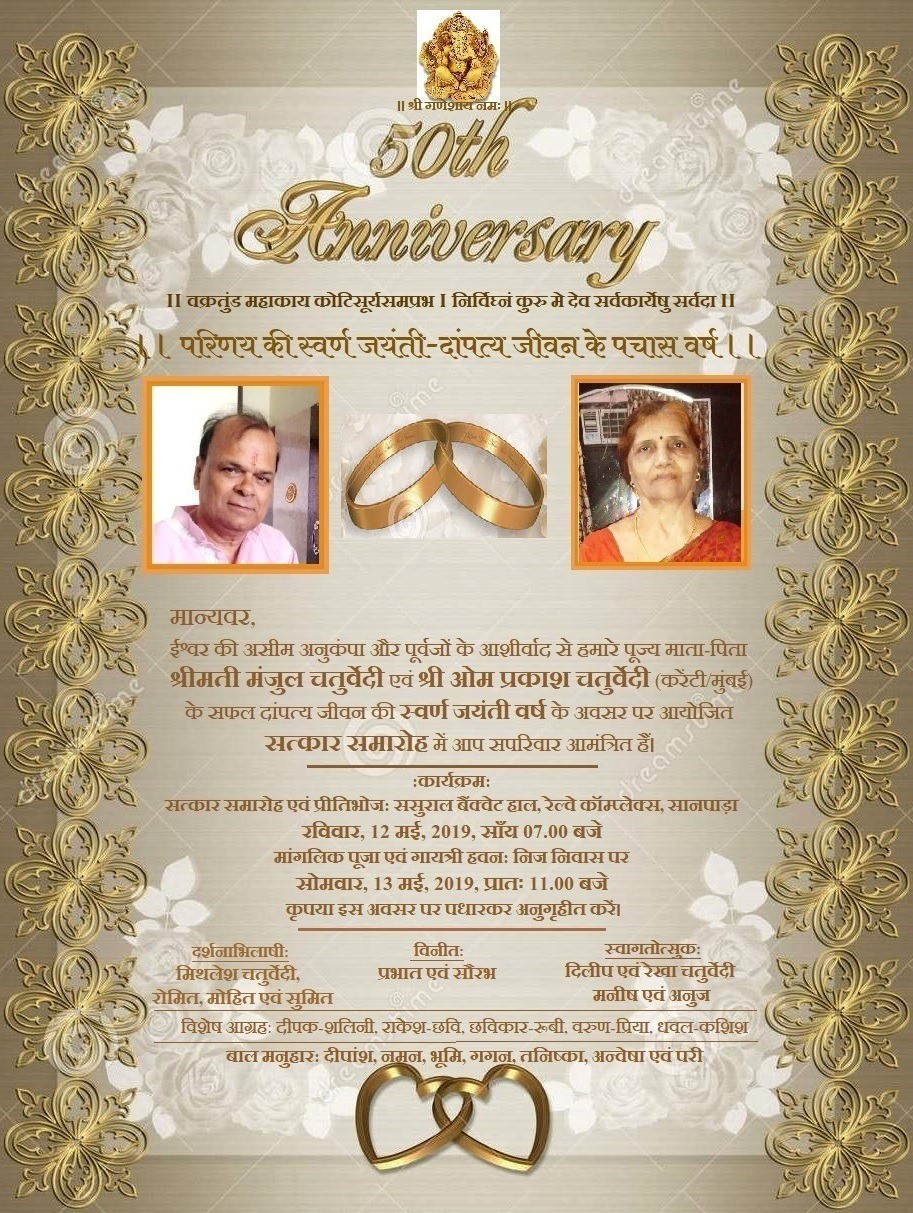 ॥ श्री गणेशाय नमः॥
50th
Anniversary
II वक्रतुंड महाकाय कोटिसूर्यसमप्रभ I निर्विघ्नं कुरु मे देव सर्वकार्येषु सर्वदा II
।। परिणय की स्वर्ण जयंती-दांपत्य जीवन के पचास वर्ष ।।
मान्यवर,
ईश्वर की असीम अनुकंपा और पूर्वजों के आशीर्वाद से हमारे पूज्य माता-पिता
श्रीमती मंजुल चतुर्वेदी एवं श्री ओम प्रकाश चतुर्वेदी (करेंटी/मुंबई)
के सफल दांपत्य जीवन की स्वर्ण जयंती वर्ष के अवसर पर आयोजित
सत्कार समारोह में आप सपरिवार आमंत्रित हैं।
:कार्यक्रम:
सत्कार समारोह एवं प्रीतिभोज: ससुराल बैंक्वेट हाल, रेल्वे कॉम्प्लेक्स, सानपाड़ा
रविवार, 12 मई, 2019, साँय 07.00 बजे
मांगलिक पूजा एवं गायत्री हवन: निज निवास पर
सोमवार, 13 मई, 2019, प्रातः 11.00 बजे
कृपया इस अवसर पर पधारकर अनुगृहीत करें।
दर्शनाभिलाषी:
मिथलेश चतुर्वेदी,
रोमित, मोहित एवं सुमित
विनीत:
प्रभात एवं सौरभ
स्वागतोत्सुक:
दिलीप एवं रेखा चतुर्वेदी
मनीष एवं अनुज
विशेष आग्रह: दीपक-शलिनी, राकेश-छवि, छविकार-रूबी, वरुण-प्रिया, धवल-कशिश
बाल मनुहार: दीपांश, नमन, भूमि, गगन, तनिष्का, अन्वेषा एवं परी
dreamstime
dreamstime
dreamstime
dreamstime